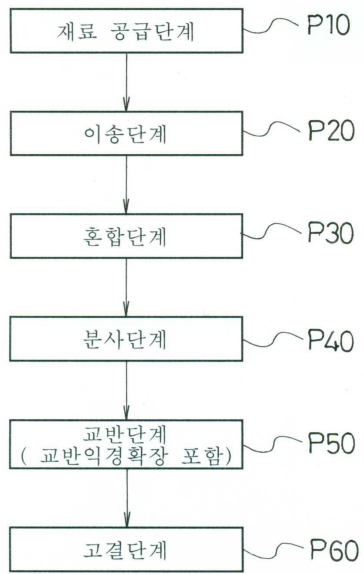 재료 공급단계 P10
이송단계 P20
혼합단계 P30
분사단계 P40
교반단계
( 교반익경확장 포함) P50
고결단계 P60